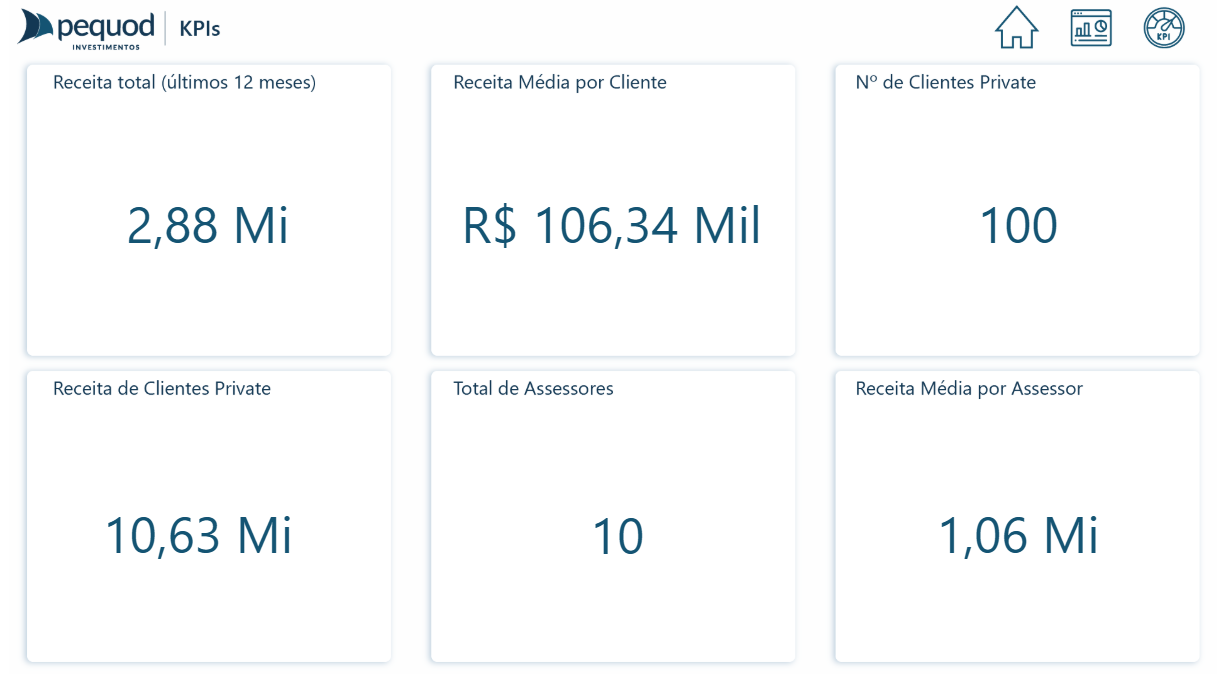 pequod
INVESTIMENTOS
KPIs
KPI
Receita total (últimos 12 meses)
2,88 Mi
Receita Média por Cliente
R$ 106,34 Mil
Nº de Clientes Private
100
Receita de Clientes Private
10,63 Mi
Total de Assessores
10
Receita Média por Assessor
1,06 Mi